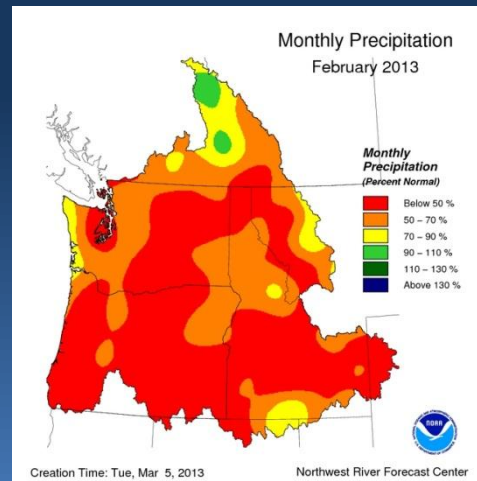 Monthly Precipitation
February 2013
Monthly
Precipitation
(Percent Normal)
Below 50 %
50 – 70 %
70 – 90 %
90 – 110 %
110 – 130 %
Above 130 %
NOAA
Creation Time: Tue, Mar 5, 2013
Northwest River Forecast Center